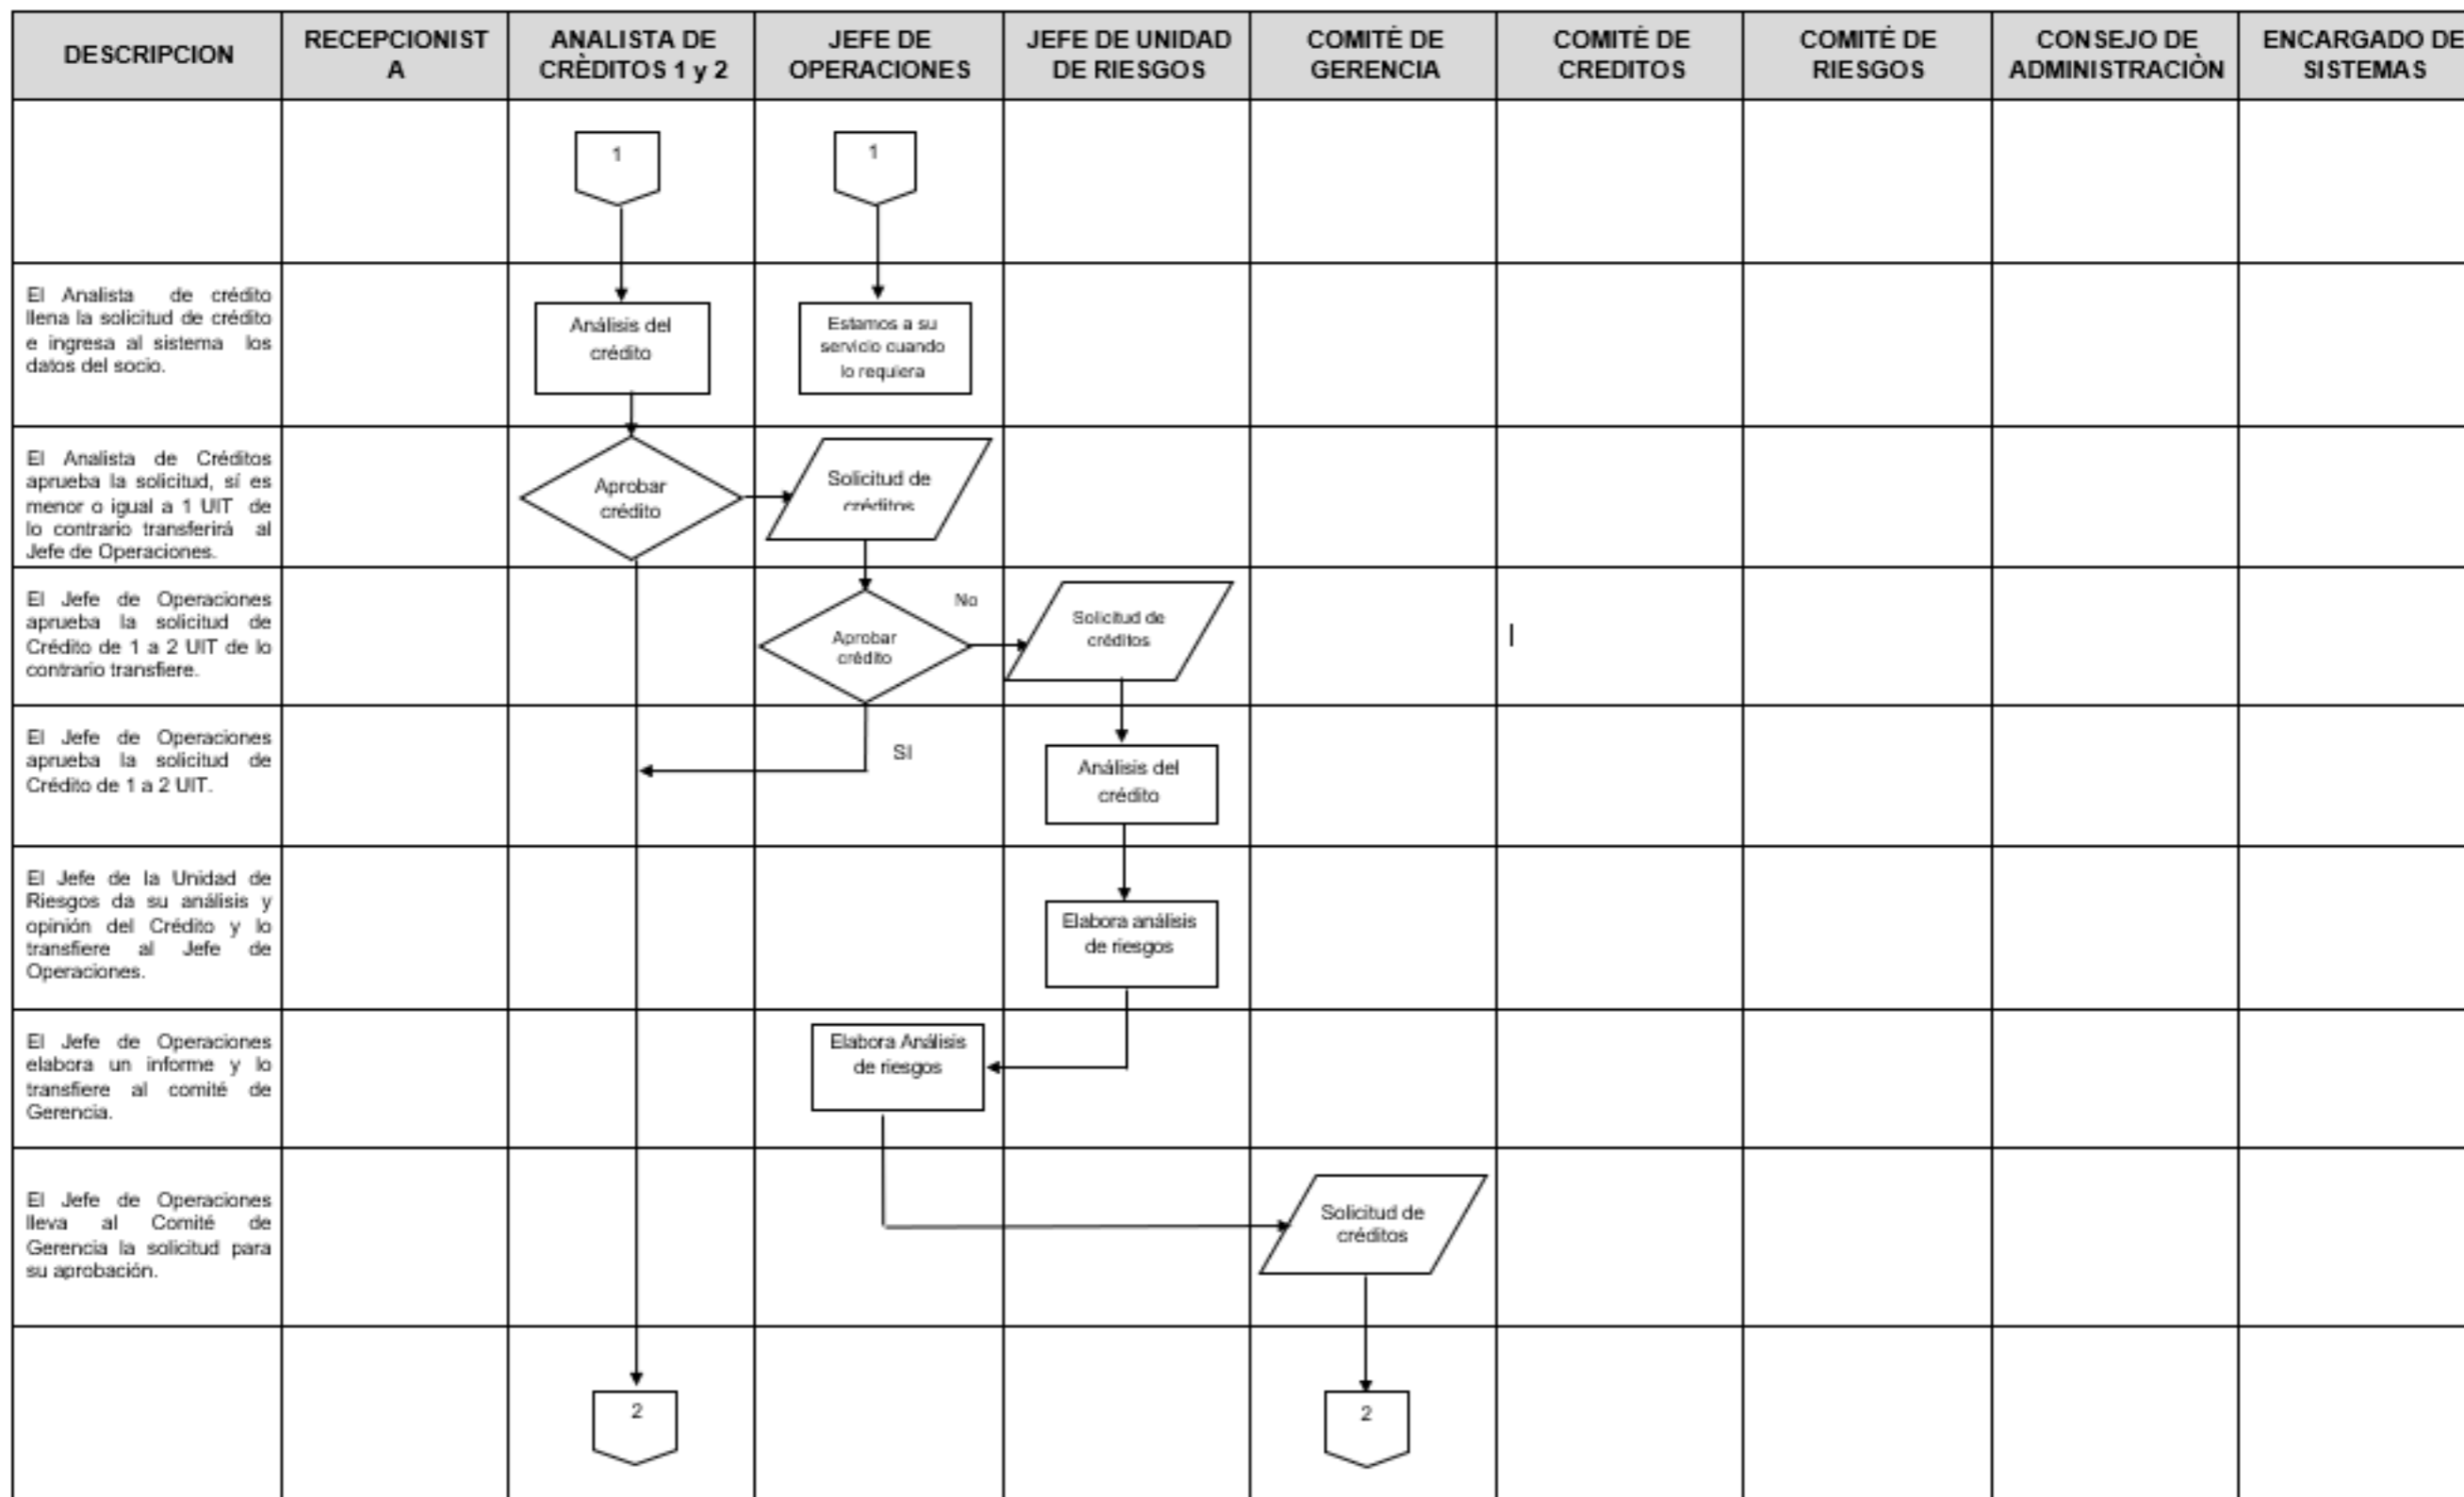 DESCRIPCION
RECEPCIONIST
A
ANALISTA DE
CRÈDITOS 1 y 2
JEFE DE
OPERACIONES
JEFE DE UNIDAD
DE RIESGOS
COMITÈ DE
GERENCIA
COMITÈ DE
CREDITOS
COMITÈ DE
RIESGOS
CONSEJO DE
ADMINISTRACIÒN
ENCARGADO DE
SISTEMAS
1
1
El Analista de crédito
llena la solicitud de crédito
e ingresa al sistema los
datos del socio.
Análisis del
crédito
Estamos a su
servicio cuando
lo requiera
El Analista de Créditos
aprueba la solicitud, sí es
menor o igual a 1 UIT de
lo contrario transferirá al
Jefe de Operaciones.
Aprobar
crédito
Solicitud de
créditos
El Jefe de Operaciones
aprueba la solicitud de
Crédito de 1 a 2 UIT de lo
contrario transfiere.
Aprobar
crédito
No
Solicitud de
créditos
El Jefe de Operaciones
aprueba la solicitud de
Crédito de 1 a 2 UIT.
SI
Análisis del
crédito
El Jefe de la Unidad de
Riesgos da su análisis y
opinión del Crédito y lo
transfiere al Jefe de
Operaciones.
Elabora análisis
de riesgos
El Jefe de Operaciones
elabora un informe y lo
transfiere al comité de
Gerencia.
Elabora Análisis
de riesgos
El Jefe de Operaciones
lleva al Comité de
Gerencia la solicitud para
su aprobación.
Solicitud de
créditos
2
2